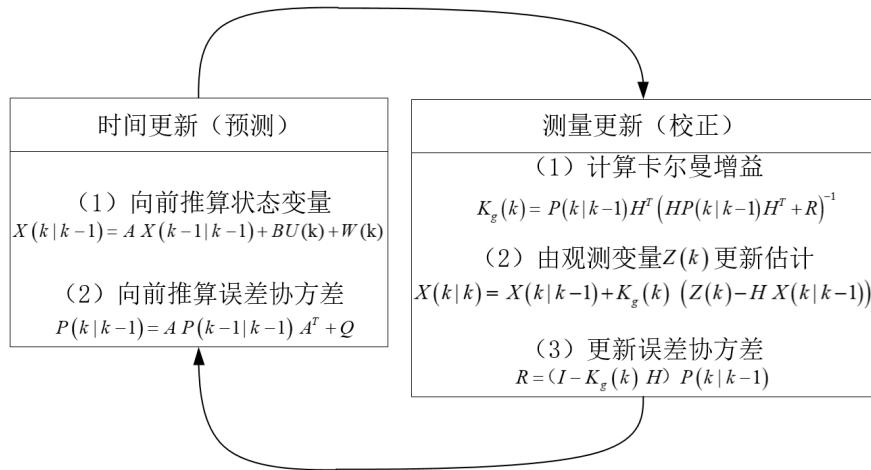 时间更新（预测）
（1）向前推算状态变量
X(k|k-1)=A X(k-1|k-1)+BU(k)+W(k)
（2）向前推算误差协方差
P(k|k-1)=A P(k-1|k-1) A^T+Q
测量更新（校正）
（1）计算卡尔曼增益
K_g(k)=P(k|k-1)H^T(HP(k|k-1)H^T+R)^{-1}
（2）由观测变量Z(k)更新估计
X(k|k)=X(k|k-1)+K_g(k) (Z(k)-H X(k|k-1))
（3）更新误差协方差
R=(I-K_g(k) H) P(k|k-1)